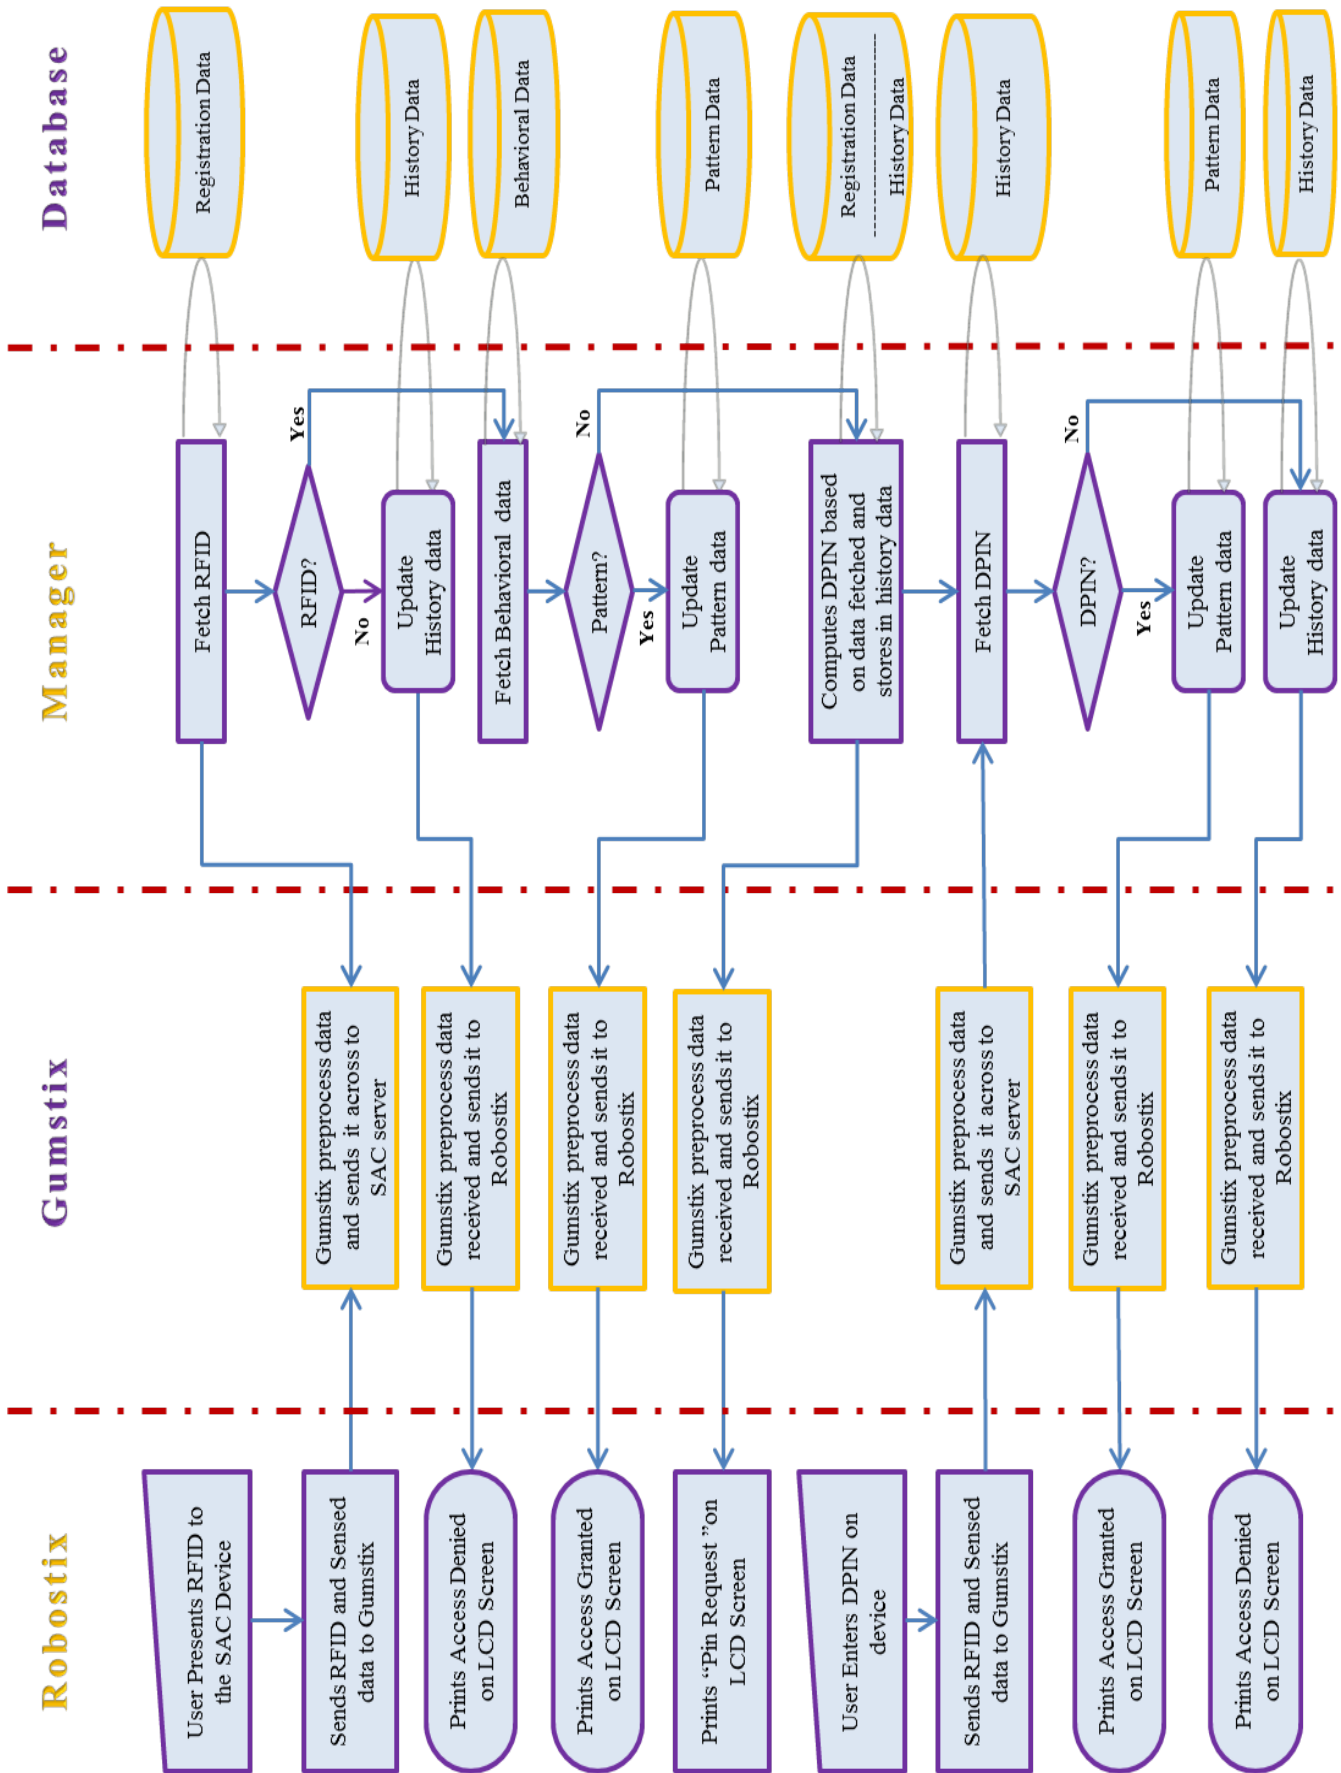 Robostix
Gumstix
Manager
Database
User Presents RFID to
the SAC Device
Sends RFID and Sensed
data to Gumstix
Prints Access Denied
on LCD Screen
Prints Access Granted
on LCD Screen
Prints “Pin Request ”on
LCD Screen
User Enters DPIN on
device
Sends RFID and Sensed
data to Gumstix
Prints Access Granted
on LCD Screen
Prints Access Denied
on LCD Screen
Gumstix preprocess data
and sends it across to
SAC server
Gumstix preprocess data
received and sends it to
Robostix
Gumstix preprocess data
received and sends it to
Robostix
Gumstix preprocess data
received and sends it to
Robostix
Gumstix preprocess data
and sends it across to
SAC server
Gumstix preprocess data
received and sends it to
Robostix
Gumstix preprocess data
received and sends it to
Robostix
Fetch RFID
RFID?
Yes
No
Update
History data
Fetch Behavioral data
Pattern?
No
Yes
Update
Pattern data
Computes DPIN based
on data fetched and
stores in history data
Fetch DPIN
DPIN?
No
Yes
Update
Pattern data
Update
History data
Registration Data
History Data
Behavioral Data
Pattern Data
Registration Data
History Data
History Data
Pattern Data
History Data